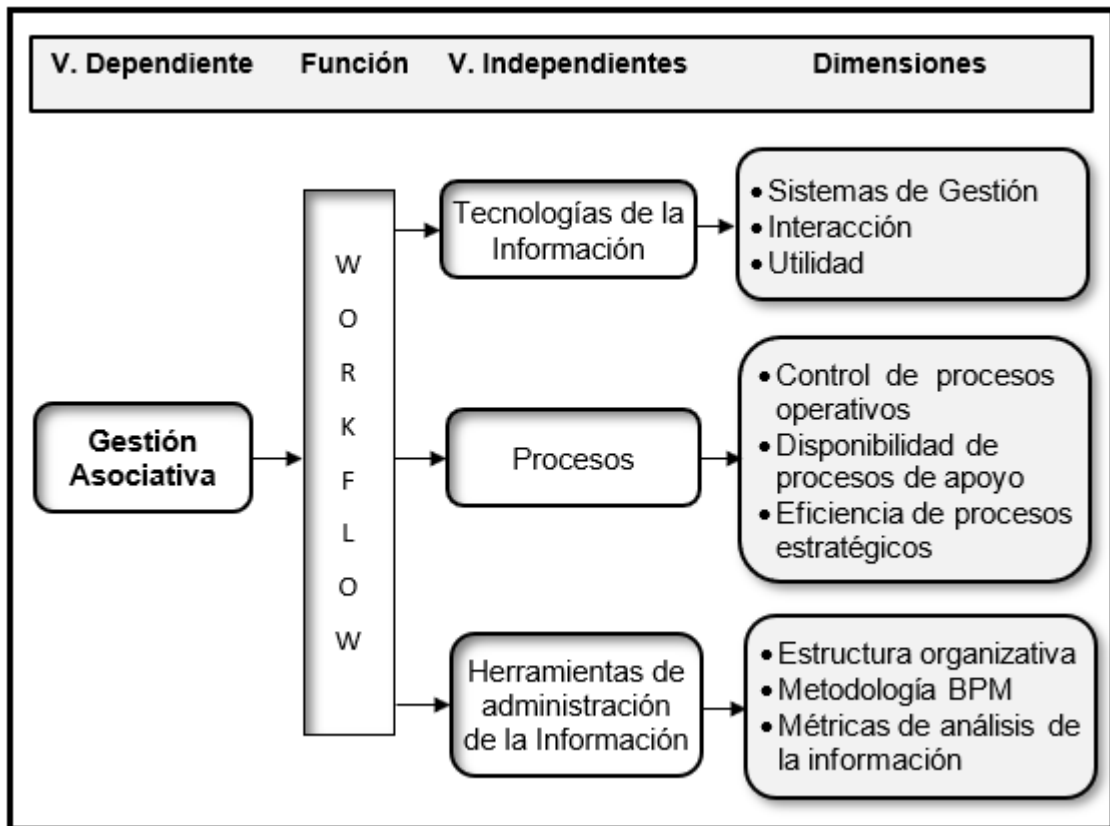 V. Dependiente Función V. Independientes Dimensiones
Tecnologías de la
Información
• Sistemas de Gestión
• Interacción
• Utilidad
Gestión
Asociativa
W
O
R
K
F
L
O
W
Procesos
• Control de procesos
operativos
• Disponibilidad de
procesos de apoyo
• Eficiencia de procesos
estratégicos
Herramientas de
administración
de la Información
• Estructura organizativa
• Metodología BPM
• Métricas de análisis de
la información